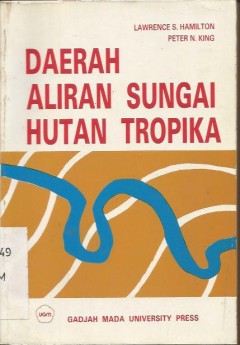 LAWRENCE S. HAMILTON
PETER N. KING
DAERAH
ALIRAN SUNGAI
HUTAN TROPIKA
49
M
UGM
GADJAH MADA UNIVERSITY PRESS